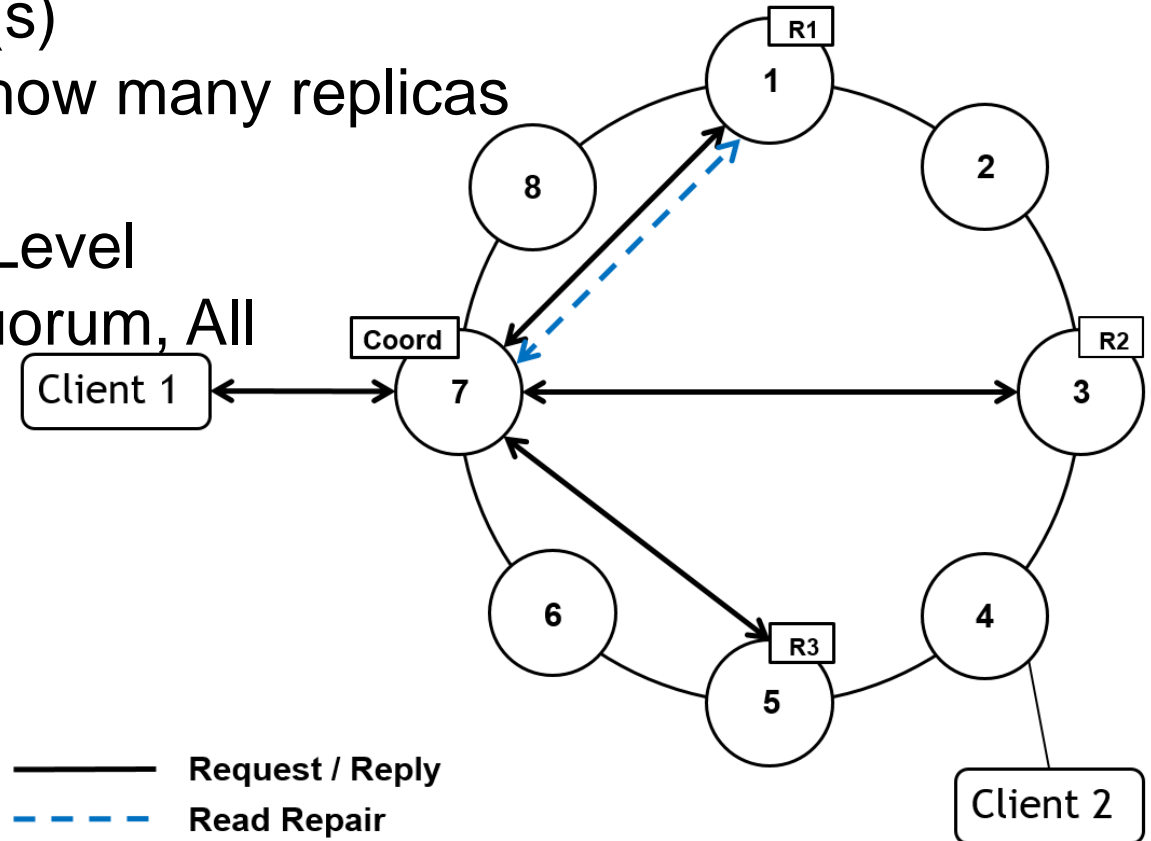 (s)
how many replicas
Level
uorum, All
R1
1
2
8
Coord
R2
Client 1
7
3
6
4
R3
5
Request / Reply
Client 2
Read Repair